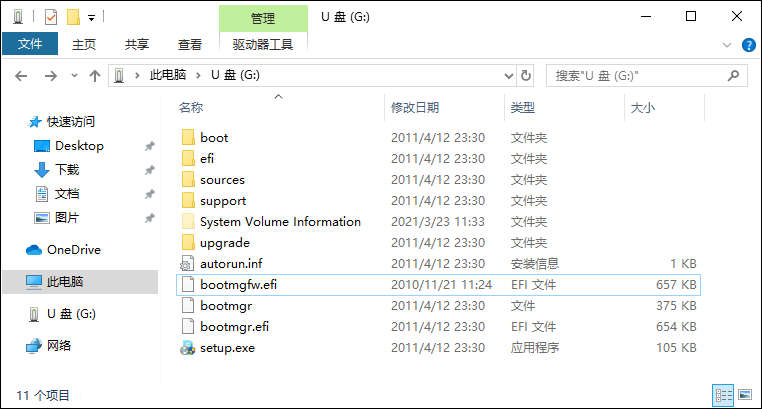 管理 U 盘 (G:)
文件 主页 共享 查看 驱动器工具
此电脑 U 盘 (G:) 搜索"U 盘 (G:)"
名称 修改日期 类型 大小
快速访问
Desktop
下载
文档
图片
OneDrive
此电脑
U 盘 (G:)
网络
boot 2011/4/12 23:30 文件夹
efi 2011/4/12 23:30 文件夹
sources 2011/4/12 23:30 文件夹
support 2011/4/12 23:30 文件夹
System Volume Information 2021/3/23 11:33 文件夹
upgrade 2011/4/12 23:30 文件夹
autorun.inf 2011/4/12 23:30 安装信息 1 KB
bootmgfw.efi 2010/11/21 11:24 EFI 文件 657 KB
bootmgr 2011/4/12 23:30 文件 375 KB
bootmgr.efi 2011/4/12 23:30 EFI 文件 654 KB
setup.exe 2011/4/12 23:30 应用程序 105 KB
11 个项目